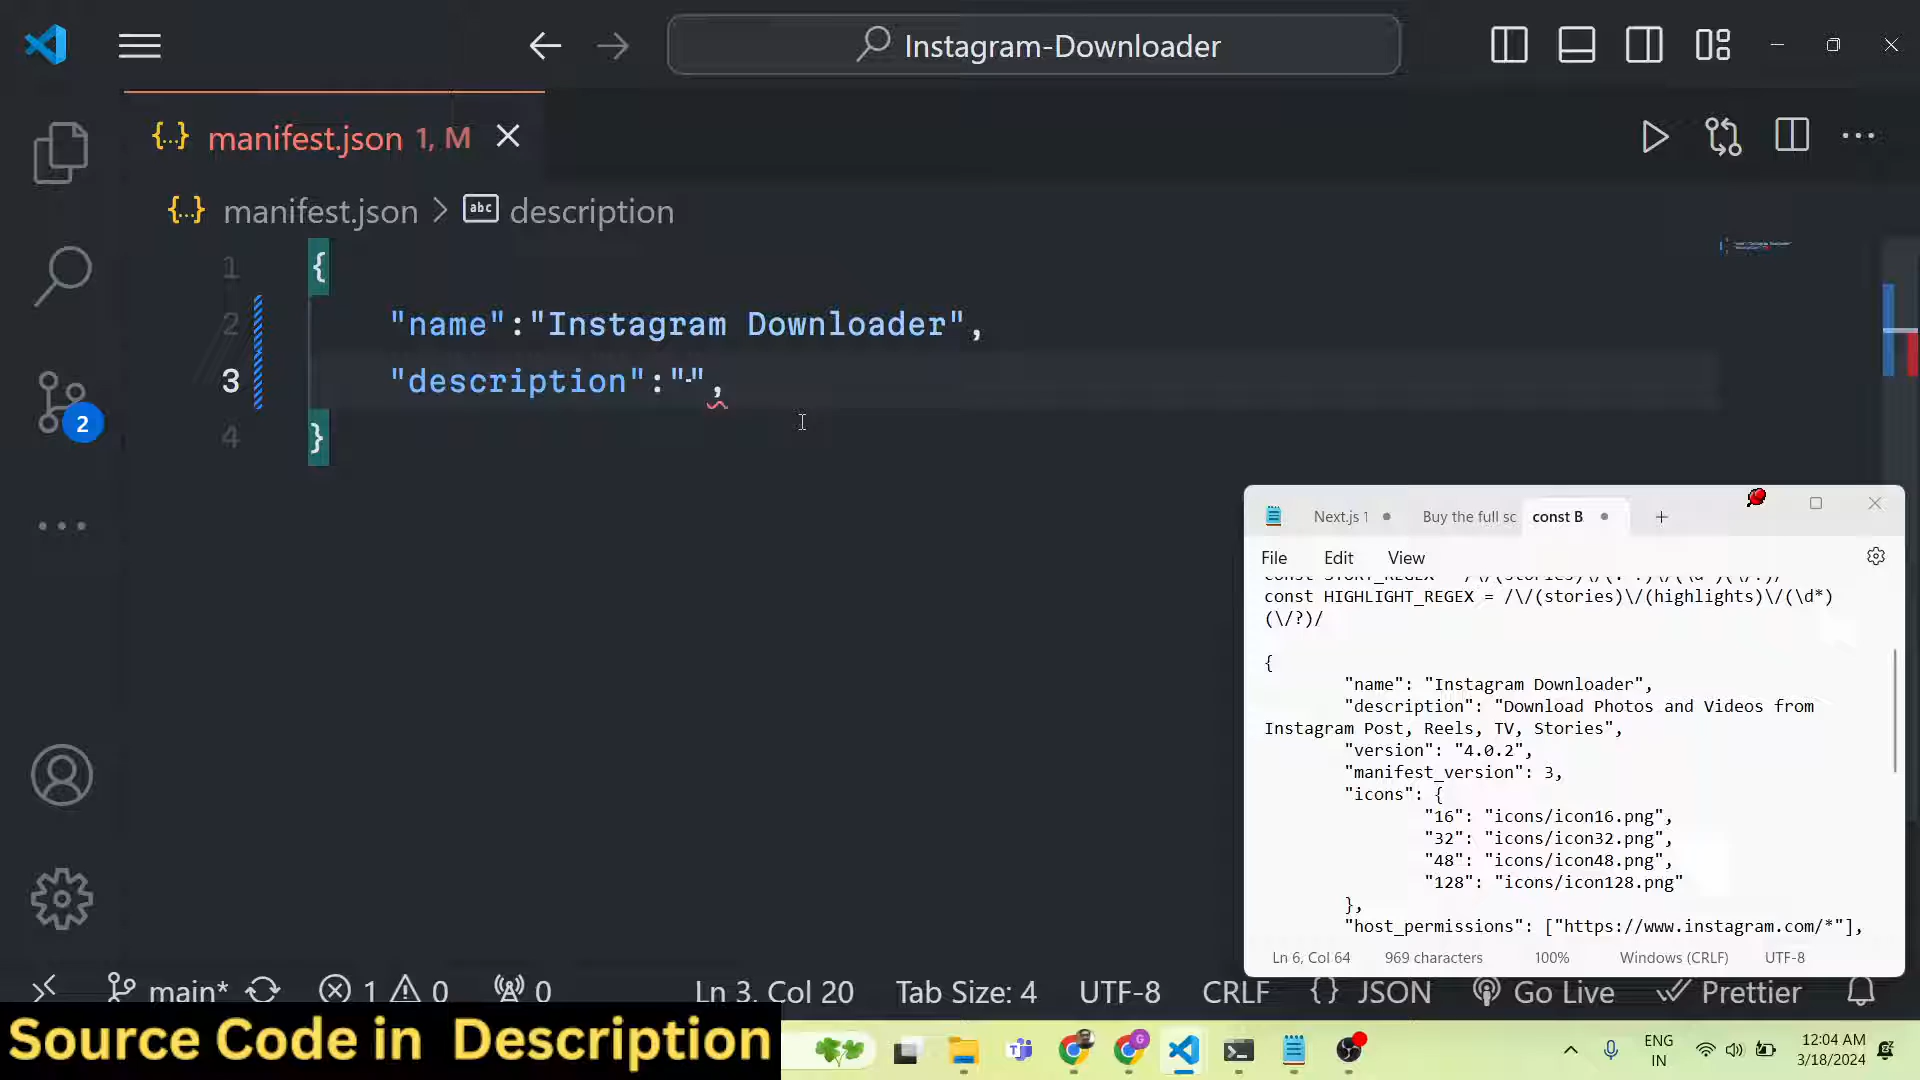 Instagram-Downloader
{..} manifest.json 1, M
{..} manifest.json > abc description
1 {
2 "name":"Instagram Downloader",
3 "description":"-",
4 }
2
Next.js 1
Buy the full sc
const B
File Edit View
const HIGHLIGHT_REGEX = /\/(stories)\/(highlights)\/(\d*)
(\/?)/
{
"name": "Instagram Downloader",
"description": "Download Photos and Videos from
Instagram Post, Reels, TV, Stories",
"version": "4.0.2",
"manifest_version": 3,
"icons": {
"16": "icons/icon16.png",
"32": "icons/icon32.png",
"48": "icons/icon48.png",
"128": "icons/icon128.png"
},
"host_permissions": ["https://www.instagram.com/*"],
Ln 6, Col 64 969 characters 100% Windows (CRLF) UTF-8
main* 1 0 0 Ln 3, Col 20 Tab Size: 4 UTF-8 CRLF {} JSON Go Live Prettier
Source Code in Description
ENG
IN
12:04 AM
3/18/2024